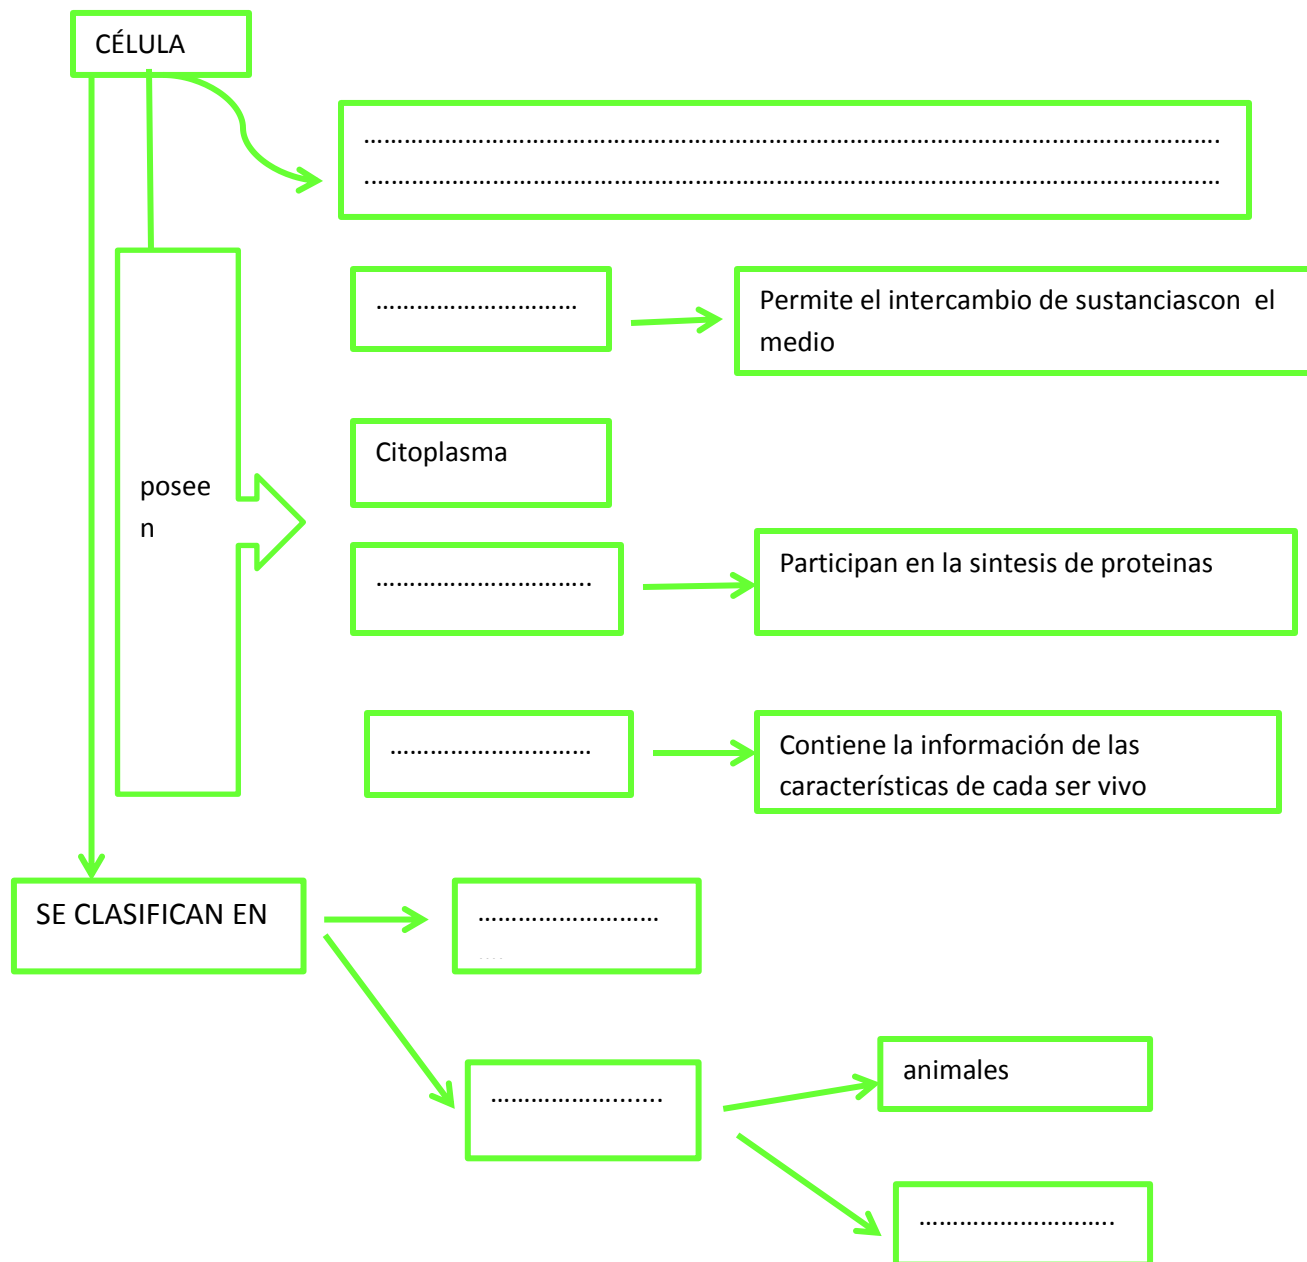 CÉLULA
………………………………………………………………………………………………………………….
.………………………………………………………………………………………………………………..
…………………………
Permite el intercambio de sustanciascon  el
medio
Citoplasma
posee
n
…………………………..
Participan en la sintesis de proteinas
…………………………
Contiene la información de las
características de cada ser vivo
SE CLASIFICAN EN
………………………
….
……………….......
animales
………………………..